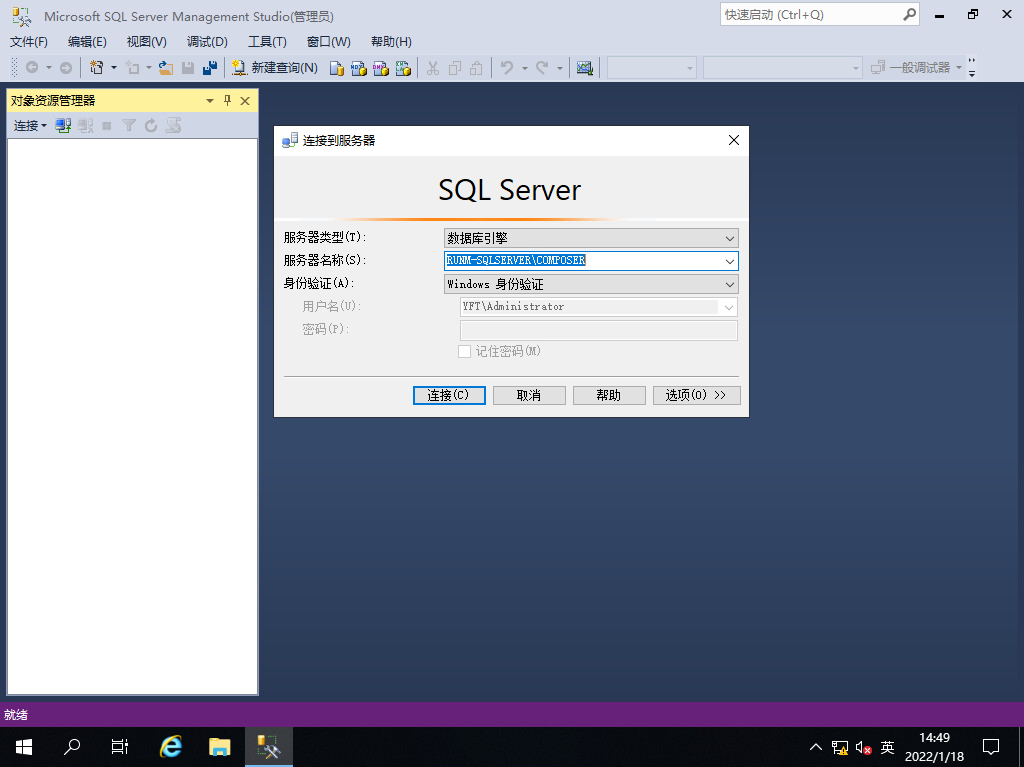 Microsoft SQL Server Management Studio(管理员)
快速启动 (Ctrl+Q)
文件(F) 编辑(E) 视图(V) 调试(D) 工具(T) 窗口(W) 帮助(H)
新建查询(N)
一般调试器
对象资源管理器
连接
连接到服务器
SQL Server
服务器类型(T): 数据库引擎
服务器名称(S): RUNM-SQLSERVER\COMPOSER
身份验证(A): Windows 身份验证
用户名(U): YFT\Administrator
密码(P):
记住密码(M)
连接(C) 取消 帮助 选项(O) >>
就绪
英
14:49
2022/1/18